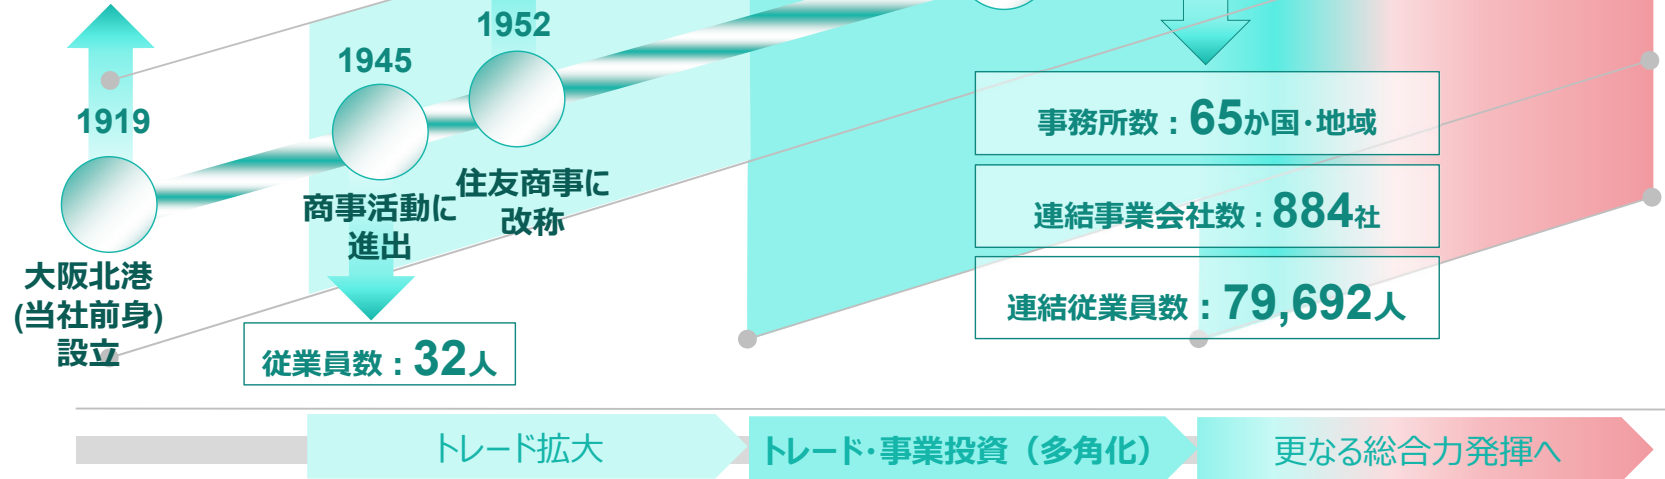 1919
大阪北港
(当社前身)
設立
1945
商事活動に
進出
従業員数：32人
1952
住友商事に
改称
事務所数：65か国･地域
連結事業会社数：884社
連結従業員数：79,692人
トレード拡大
トレード･事業投資（多角化）
更なる総合力発揮へ